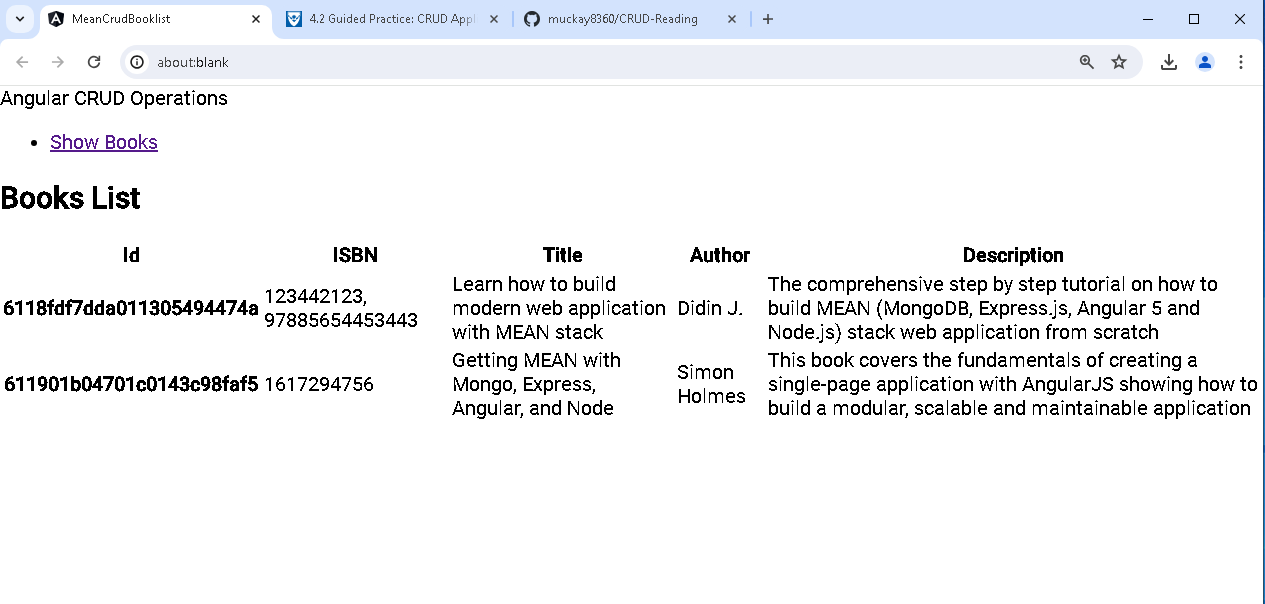 MeanCrudBooklist
4.2 Guided Practice: CRUD Appl
muckay8360/CRUD-Reading
about:blank
Angular CRUD Operations
Show Books
Books List
Id ISBN Title Author Description
6118fdf7dda011305494474a 123442123, 97885654453443 Learn how to build modern web application with MEAN stack Didin J. The comprehensive step by step tutorial on how to build MEAN (MongoDB, Express.js, Angular 5 and Node.js) stack web application from scratch
611901b04701c0143c98faf5 1617294756 Getting MEAN with Mongo, Express, Angular, and Node Simon Holmes This book covers the fundamentals of creating a single-page application with AngularJS showing how to build a modular, scalable and maintainable application